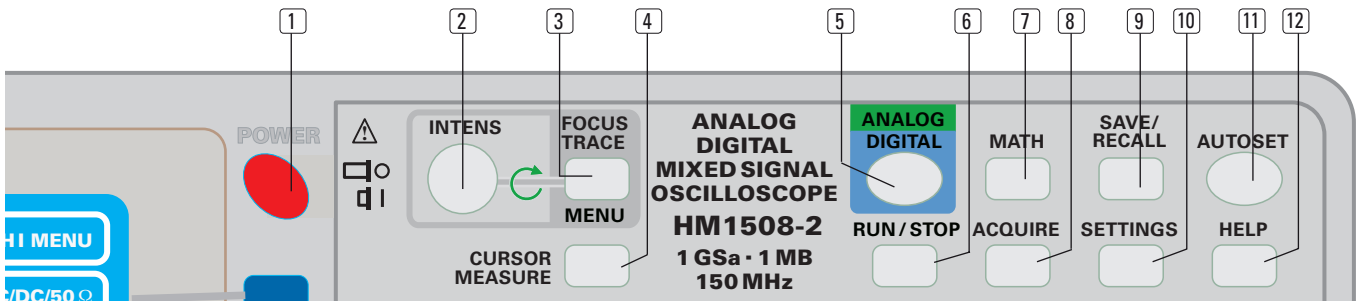 1 2 3 4 5 6 7 8 9 10 11 12
POWER
INTENS
FOCUS
TRACE
MENU
CURSOR
MEASURE
ANALOG
DIGITAL
MIXED SIGNAL
OSCILLOSCOPE
HM1508-2
1 GSa · 1 MB
150 MHz
ANALOG
DIGITAL
RUN / STOP
MATH
ACQUIRE
SAVE/
RECALL
SETTINGS
AUTOSET
HELP
H I MENU
C/DC/50 Ω